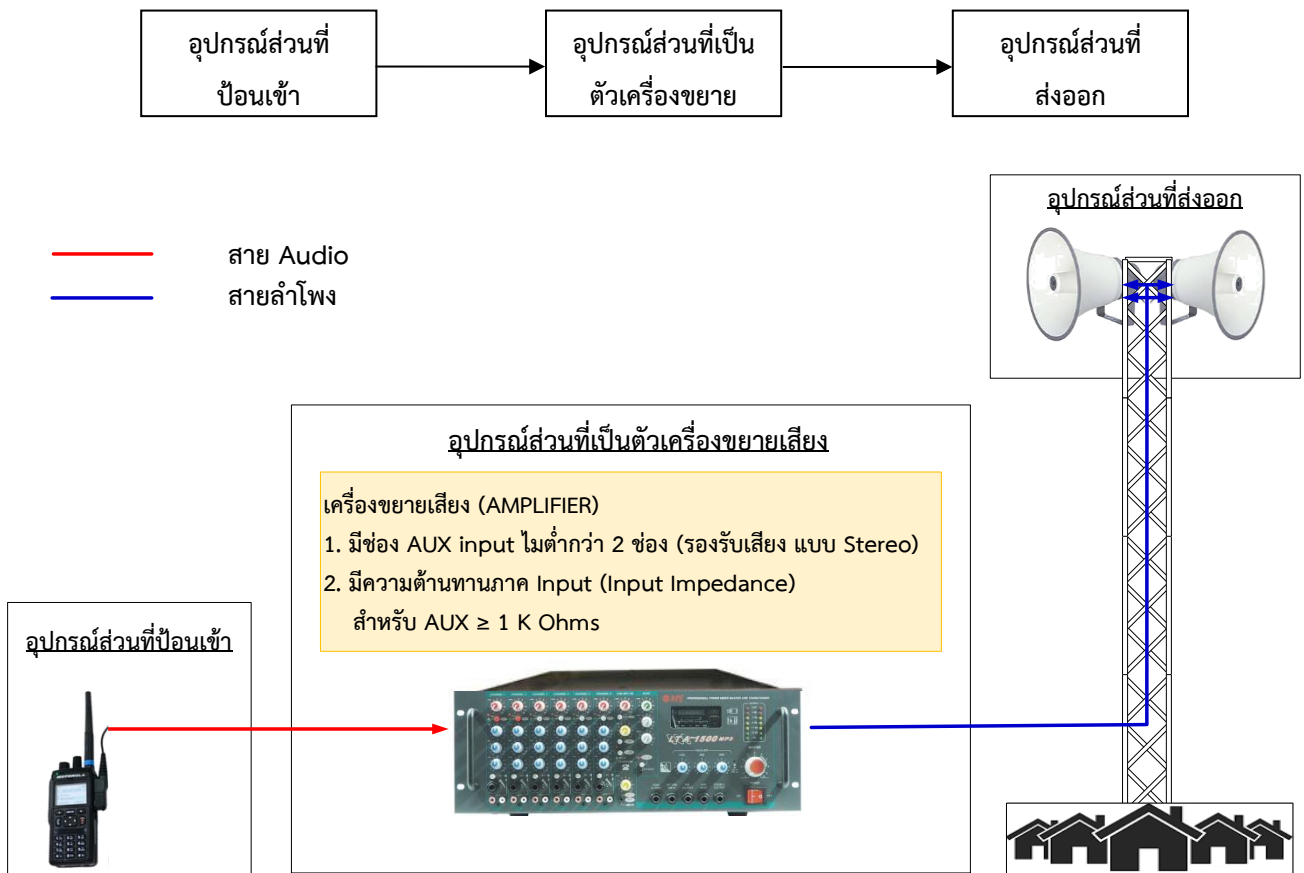 อุปกรณ์ส่วนที่
ป้อนเข้า
อุปกรณ์ส่วนที่เป็น
ตัวเครื่องขยาย
อุปกรณ์ส่วนที่
ส่งออก
สาย Audio
สายลำโพง
อุปกรณ์ส่วนที่ส่งออก
อุปกรณ์ส่วนที่เป็นตัวเครื่องขยายเสียง
เครื่องขยายเสียง (AMPLIFIER)
1. มีช่อง AUX input ไมต่ำกว่า 2 ช่อง (รองรับเสียง แบบ Stereo)
2. มีความต้านทานภาค Input (Input Impedance)
สำหรับ AUX ≥ 1 K Ohms
อุปกรณ์ส่วนที่ป้อนเข้า
MOTOROLA
LTA-1500 MP3